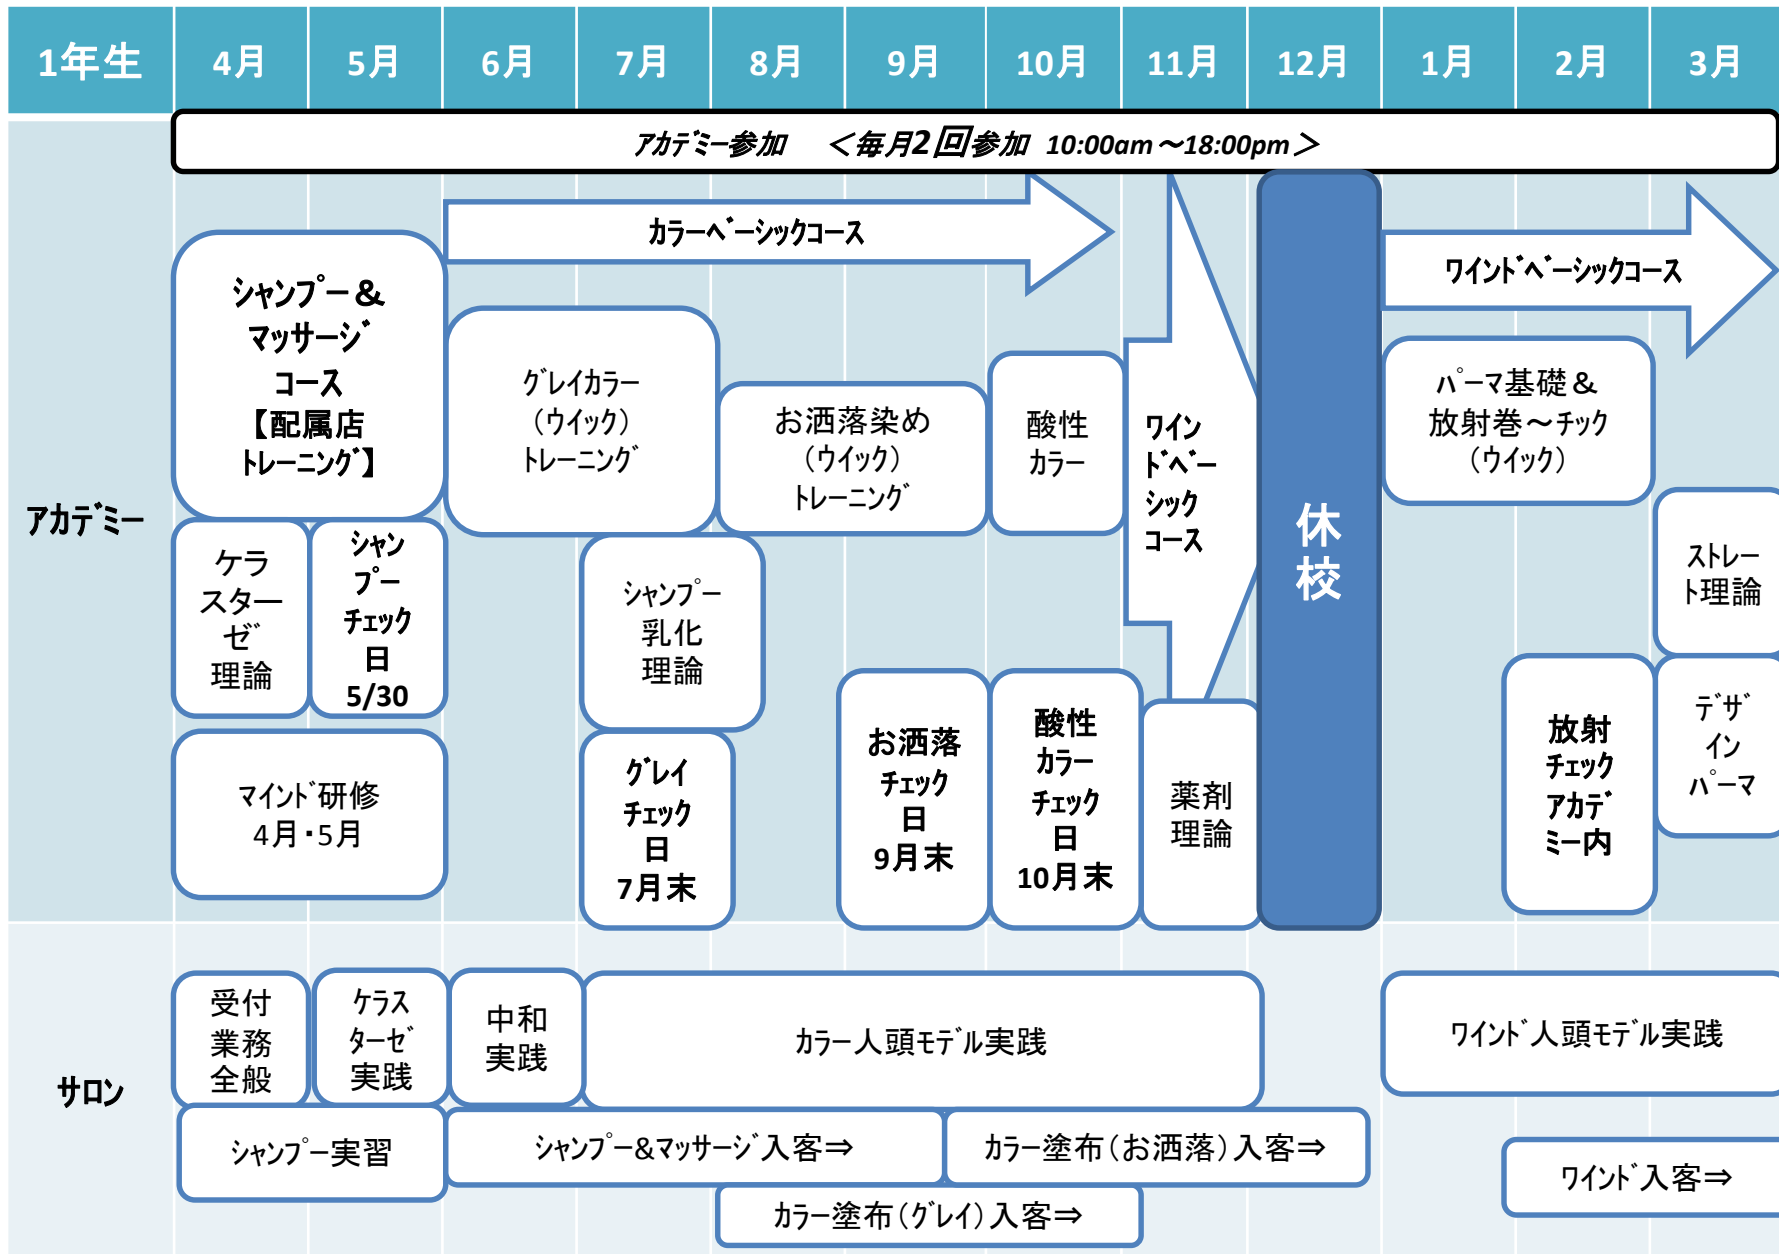 1年生 4月 5月 6月 7月 8月 9月 10月 11月 12月 1月 2月 3月
ｱｶﾃﾞﾐｰ参加 ＜毎月2回参加 10:00am～18:00pm＞
ｶﾗｰﾍﾞｰｼｯｸｺｰｽ
ﾜｲﾝﾄﾞﾍﾞｰｼｯｸｺｰｽ
アカデミー
ｼｬﾝﾌﾟｰ＆
ﾏｯｻｰｼﾞ
ｺｰｽ
【配属店
ﾄﾚｰﾆﾝｸﾞ】
ｸﾞﾚｲｶﾗｰ
（ｳｲｯｸ）
ﾄﾚｰﾆﾝｸﾞ
お洒落染め
（ｳｲｯｸ）
ﾄﾚｰﾆﾝｸﾞ
酸性
ｶﾗｰ
ﾜｲﾝ
ﾄﾞﾍﾞｰ
ｼｯｸ
ｺｰｽ
休
校
ﾊﾟｰﾏ基礎＆
放射巻～ﾁｯｸ
（ｳｲｯｸ）
ｹﾗ
ｽﾀｰ
ｾﾞ
理論
ｼｬﾝ
ﾌﾟｰ
ﾁｪｯｸ
日
5/30
ｼｬﾝﾌﾟｰ
乳化
理論
ｽﾄﾚｰ
ﾄ理論
ﾏｲﾝﾄﾞ研修
4月・5月
ｸﾞﾚｲ
ﾁｪｯｸ
日
7月末
お洒落
ﾁｪｯｸ
日
9月末
酸性
ｶﾗｰ
ﾁｪｯｸ
日
10月末
薬剤
理論
放射
ﾁｪｯｸ
ｱｶﾃﾞ
ﾐｰ内
ﾃﾞｻﾞ
ｲﾝ
ﾊﾟｰﾏ
サロン
受付
業務
全般
ｹﾗｽ
ﾀｰｾﾞ
実践
中和
実践
ｶﾗｰ人頭ﾓﾃﾞﾙ実践
ﾜｲﾝﾄﾞ人頭ﾓﾃﾞﾙ実践
ｼｬﾝﾌﾟｰ実習
ｼｬﾝﾌﾟｰ&ﾏｯｻｰｼﾞ入客⇒
ｶﾗｰ塗布（お洒落）入客⇒
ﾜｲﾝﾄﾞ入客⇒
ｶﾗｰ塗布（ｸﾞﾚｲ）入客⇒